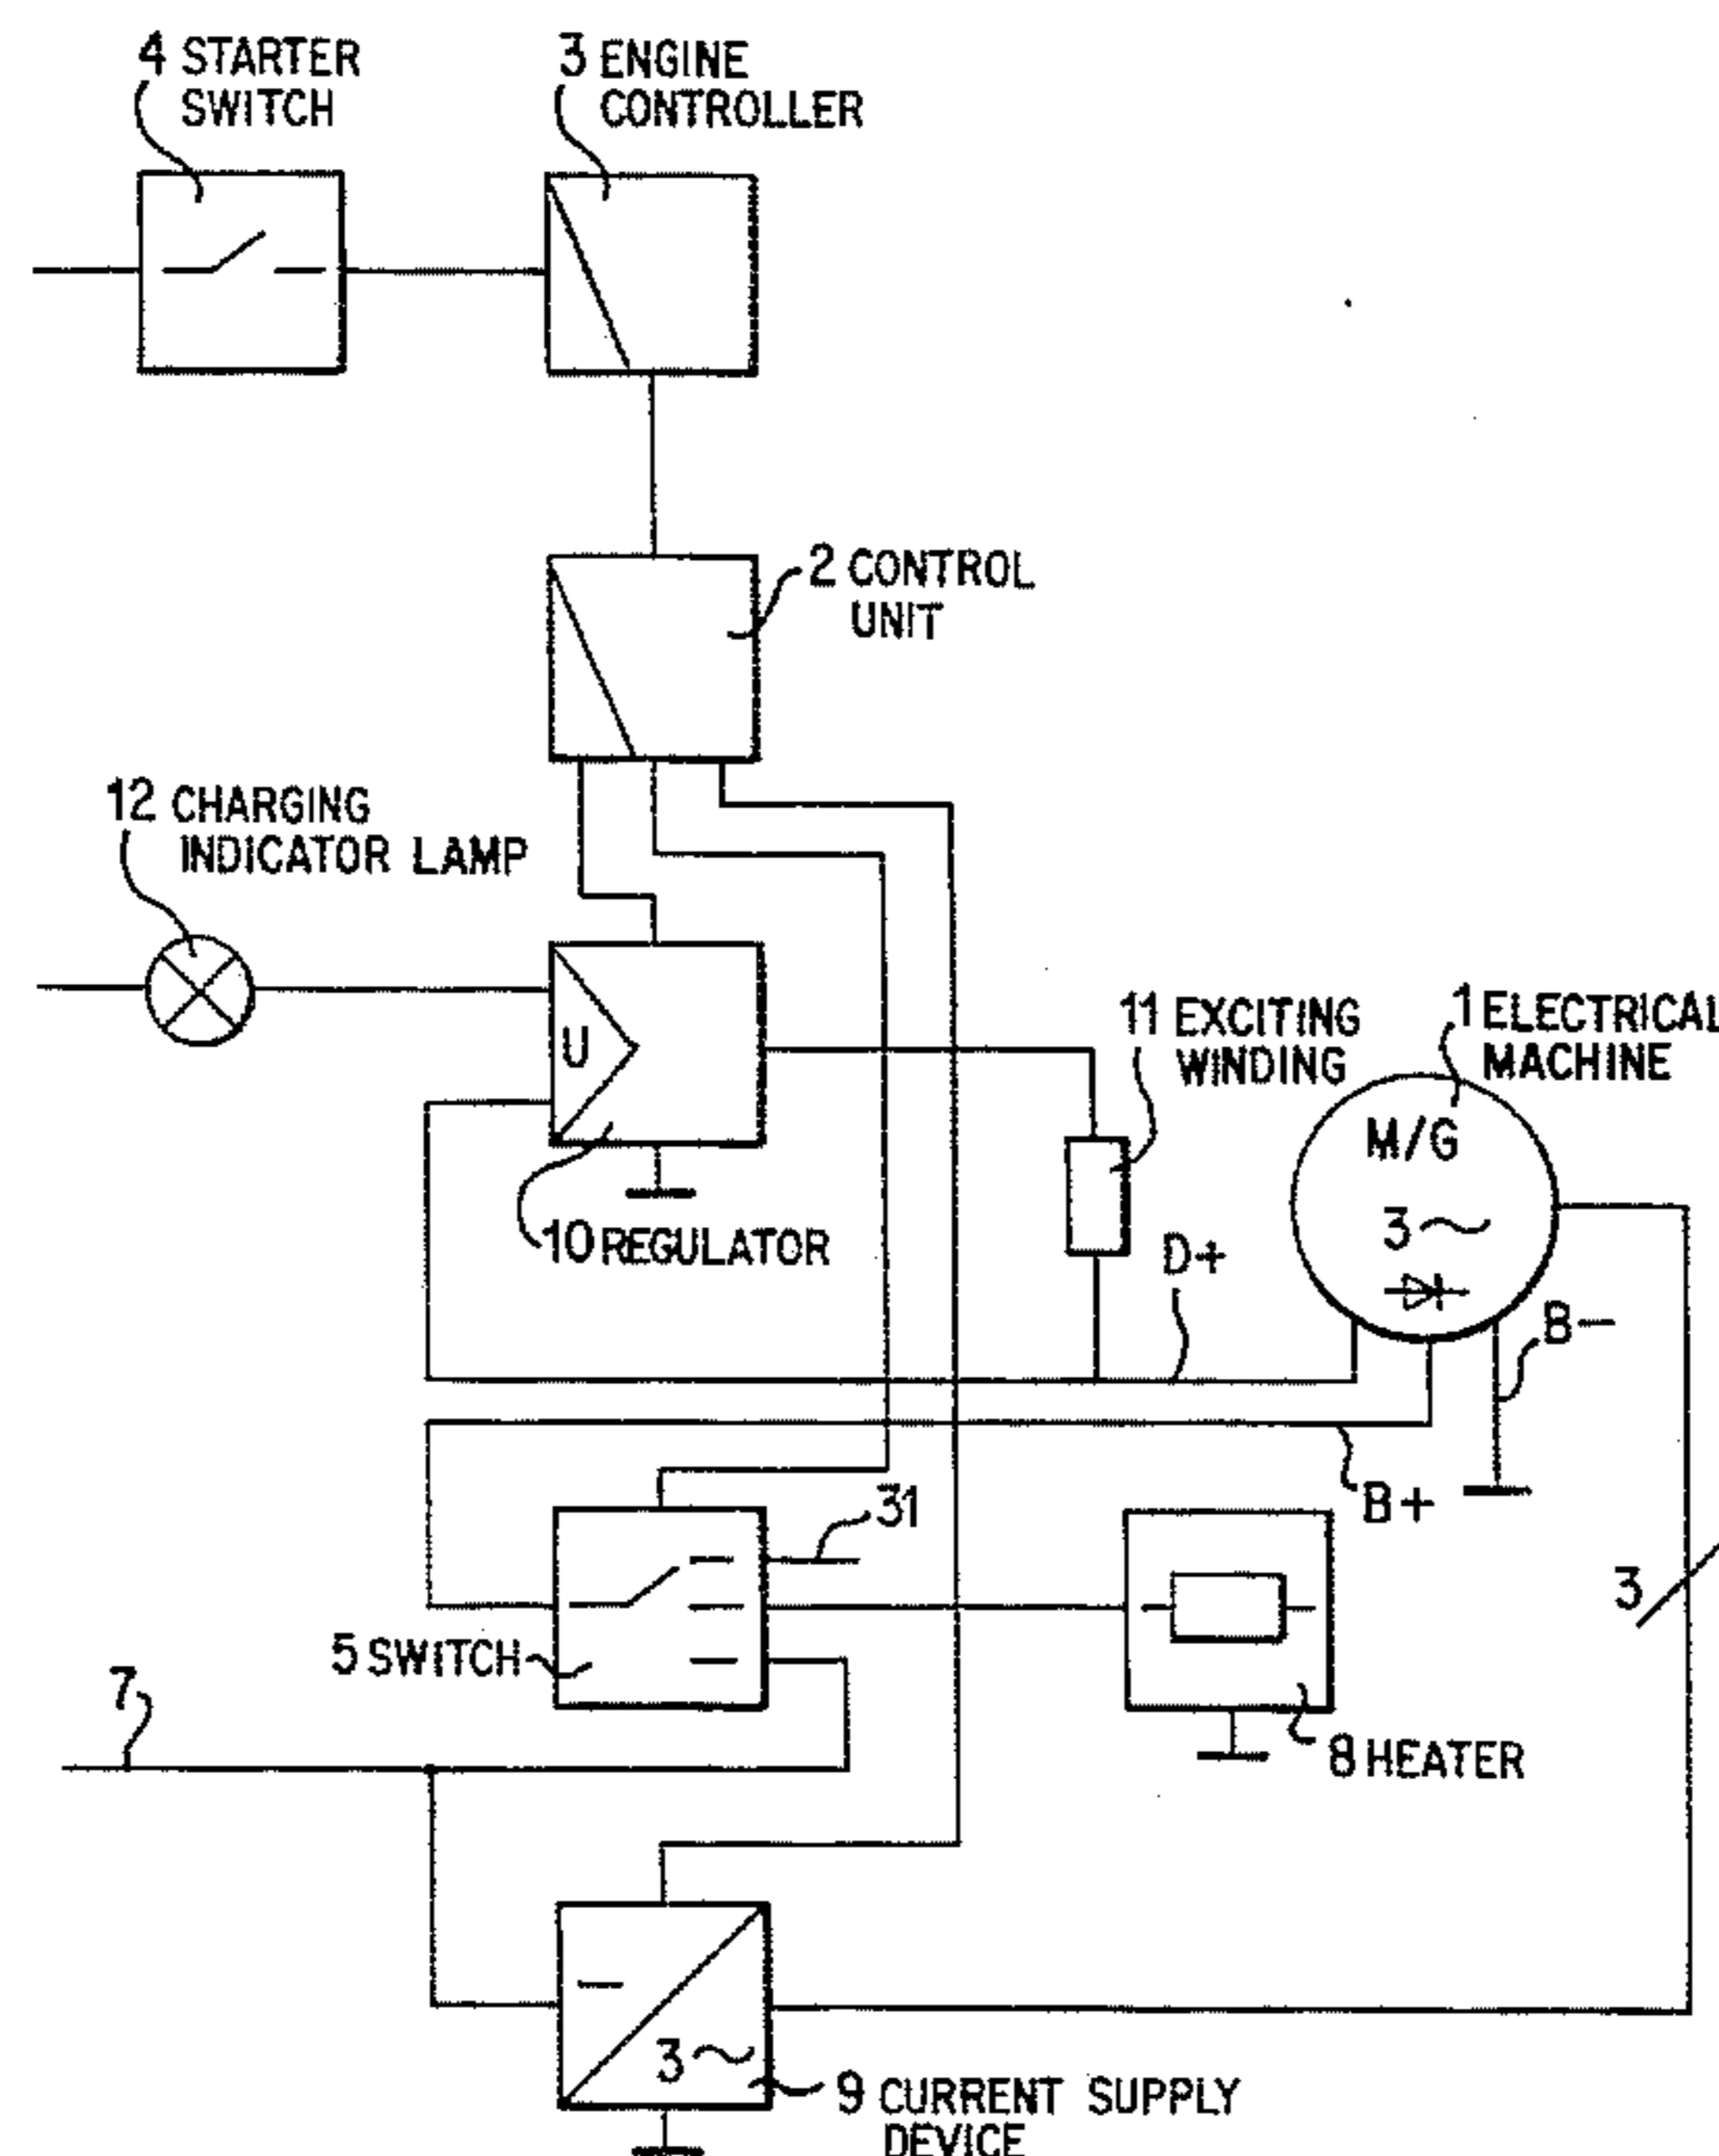 4 STARTER
SWITCH
3 ENGINE
CONTROLLER
2 CONTROL
UNIT
12 CHARGING
INDICATOR LAMP
U
10 REGULATOR
11 EXCITING
WINDING
1 ELECTRICAL
MACHINE
M/G
3~
D+
B-
B+
31
5 SWITCH
3
7
8 HEATER
3~
9 CURRENT SUPPLY
DEVICE